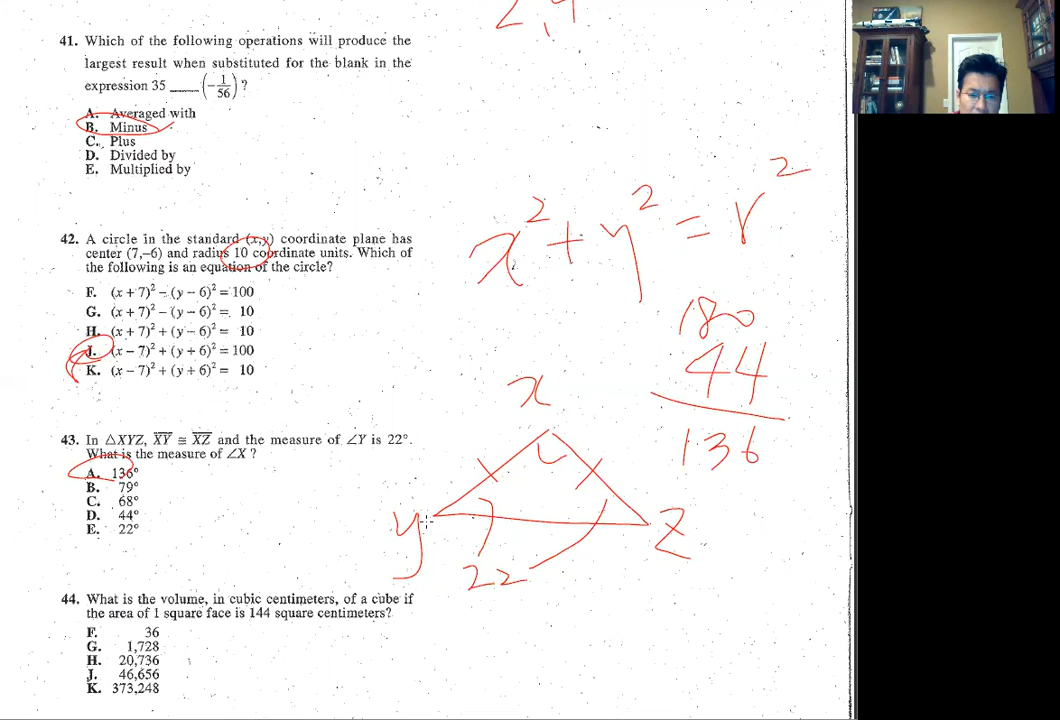 41. Which of the following operations will produce the
largest result when substituted for the blank in the
expression 35 ____ (-1/56) ?
A. Averaged with
B. Minus
C. Plus
D. Divided by
E. Multiplied by
42. A circle in the standard (x,y) coordinate plane has
center (7,–6) and radius 10 coordinate units. Which of
the following is an equation of the circle?
F. (x + 7)² – (y – 6)² = 100
G. (x + 7)² – (y – 6)² = 10
H. (x + 7)² + (y – 6)² = 10
J. (x – 7)² + (y + 6)² = 100
K. (x – 7)² + (y + 6)² = 10
x² + y² = r²
180
44
136
43. In △XYZ, XY ≅ XZ and the measure of ∠Y is 22°.
What is the measure of ∠X ?
A. 136°
B. 79°
C. 68°
D. 44°
E. 22°
x
y
z
22
44. What is the volume, in cubic centimeters, of a cube if
the area of 1 square face is 144 square centimeters?
F. 36
G. 1,728
H. 20,736
J. 46,656
K. 373,248